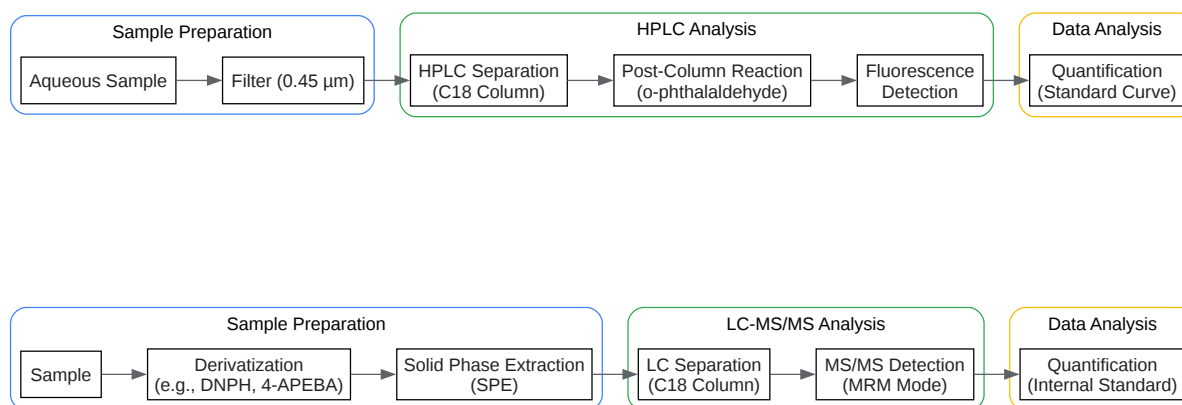 Sample Preparation
HPLC Analysis
Data Analysis
Aqueous Sample
Filter (0.45 µm)
HPLC Separation
(C18 Column)
Post-Column Reaction
(o-phthalaldehyde)
Fluorescence
Detection
Quantification
(Standard Curve)
Sample Preparation
LC-MS/MS Analysis
Data Analysis
Sample
Derivatization
(e.g., DNPH, 4-APEBA)
Solid Phase Extraction
(SPE)
LC Separation
(C18 Column)
MS/MS Detection
(MRM Mode)
Quantification
(Internal Standard)